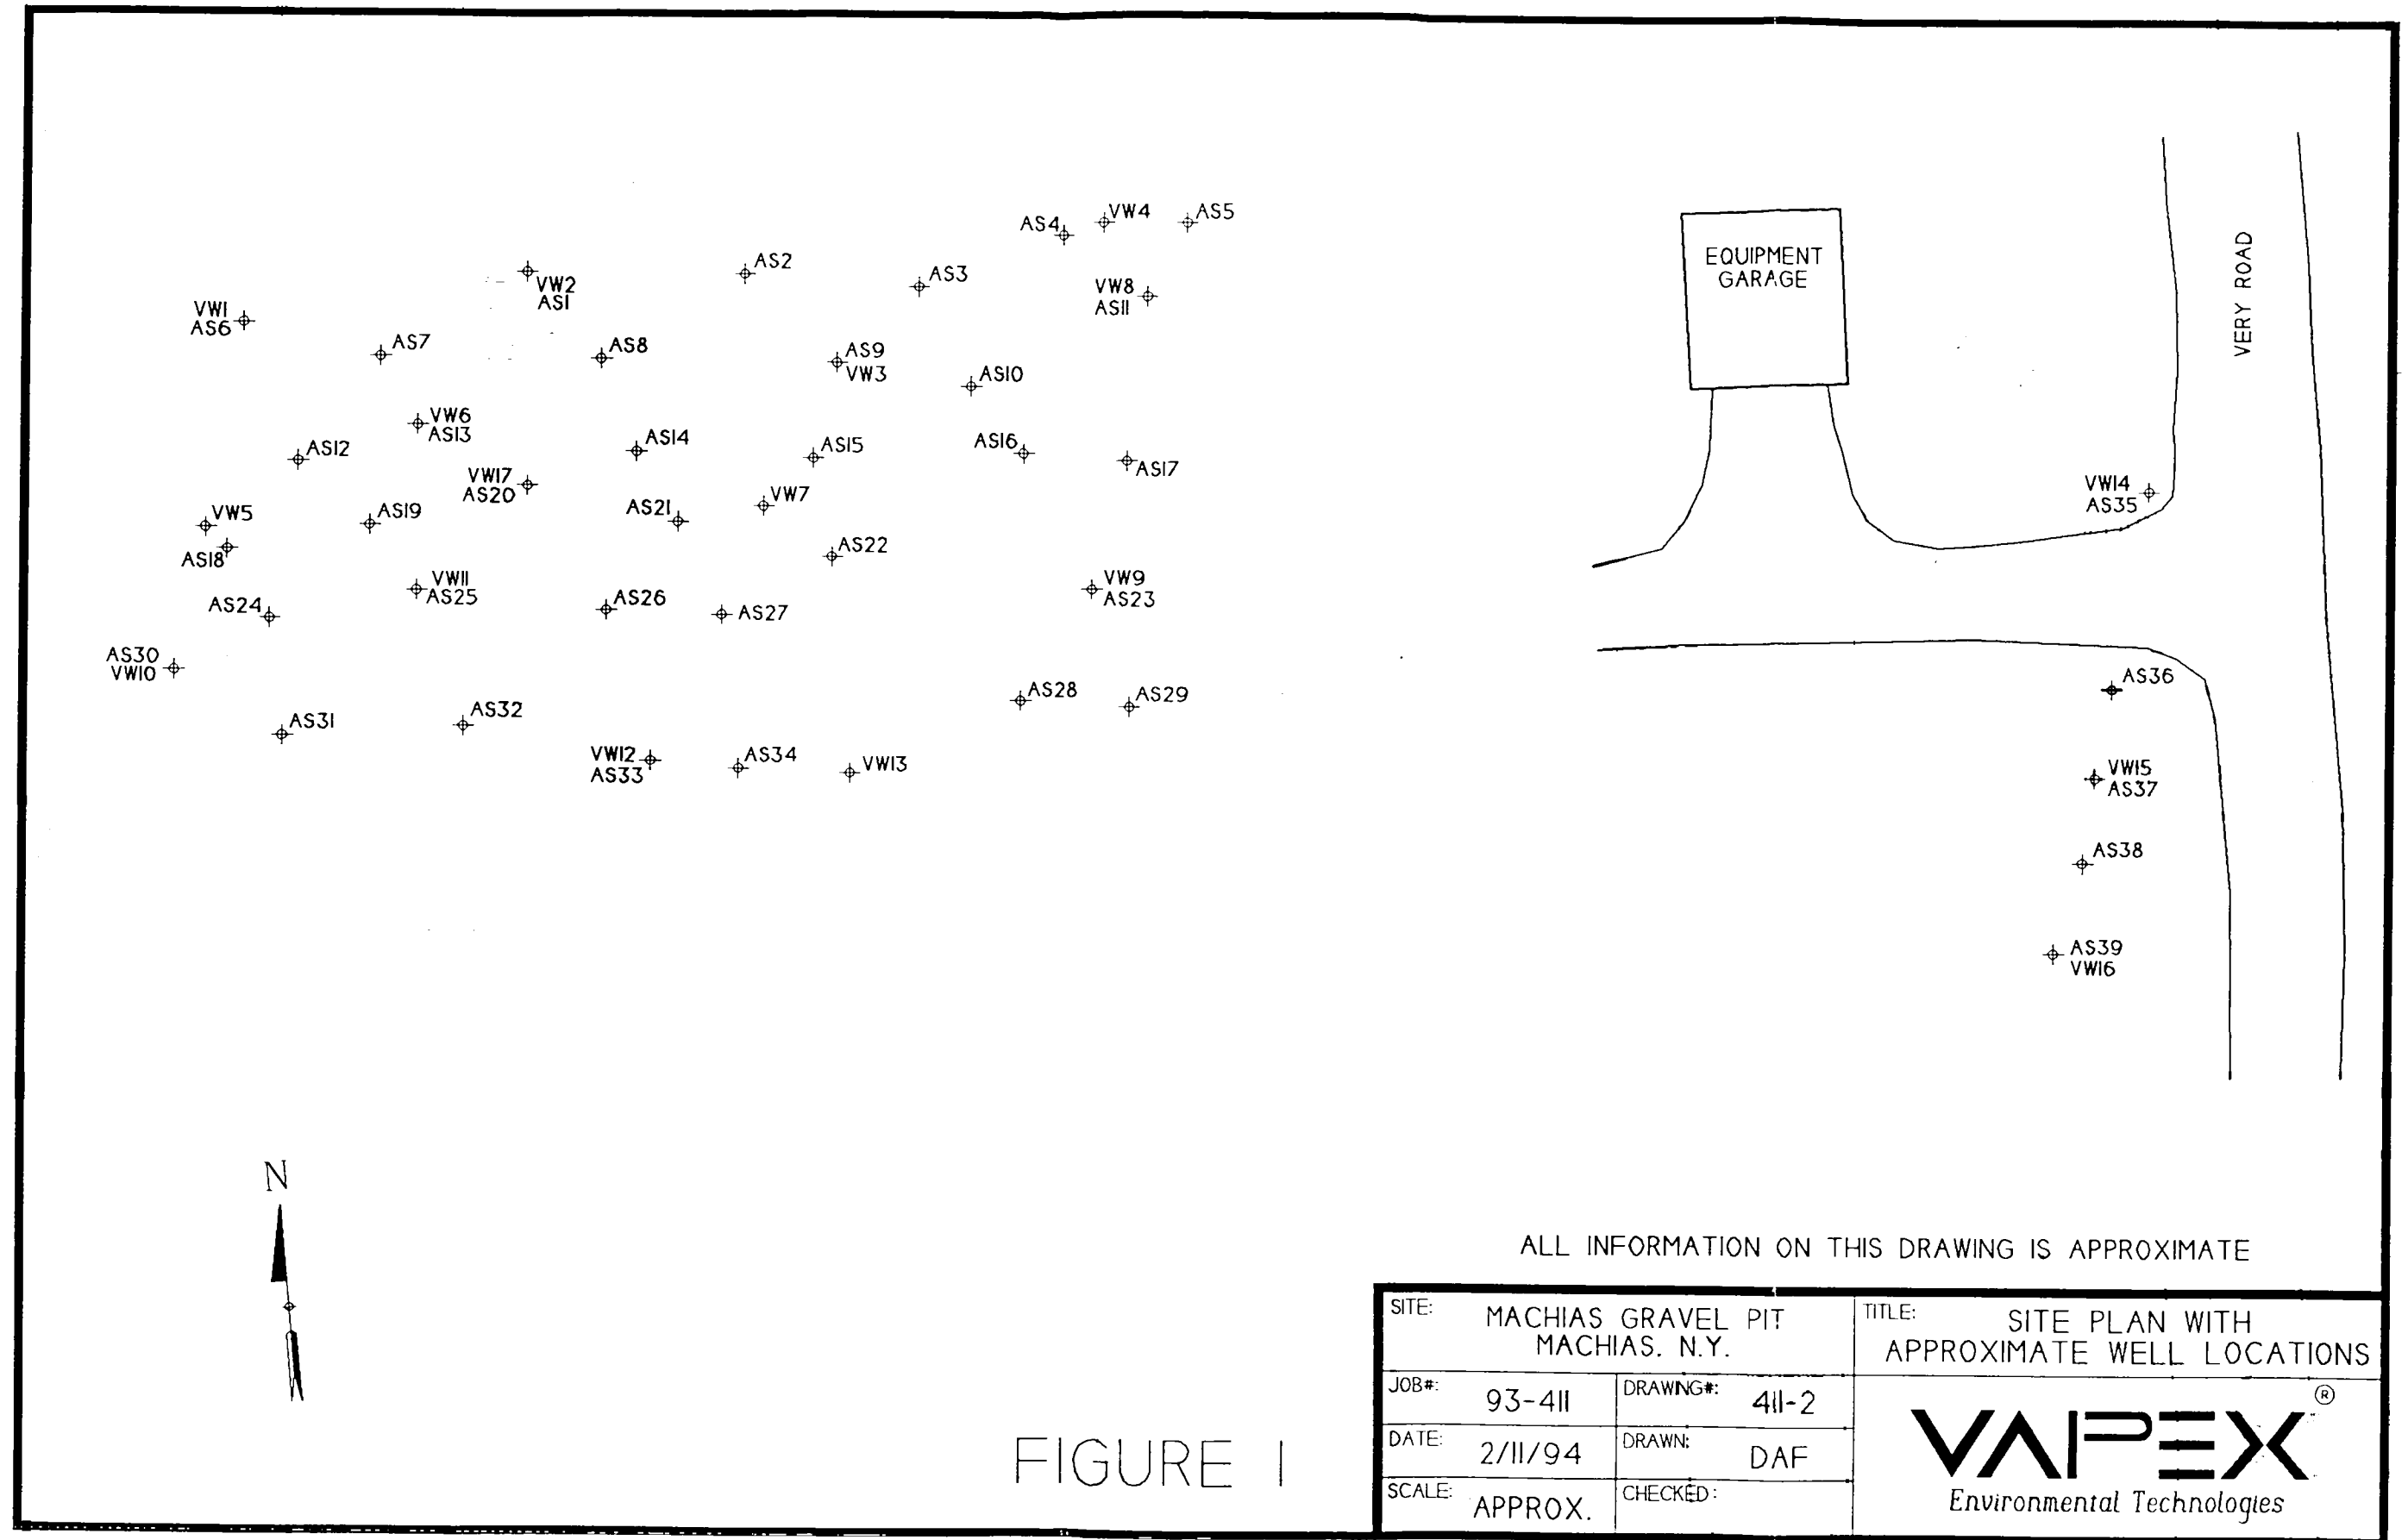 AS4
VW4
AS5
AS2
AS3
VW2
AS1
VW8
AS11
VW1
AS6
AS7
AS8
AS9
VW3
AS10
EQUIPMENT
GARAGE
VERY ROAD
VW6
AS13
AS12
AS14
AS15
AS16
AS17
VW17
AS20
VW14
AS35
VW5
AS18
AS19
AS21
VW7
AS22
VW11
AS25
AS24
AS26
AS27
VW9
AS23
AS30
VW10
AS28
AS29
AS36
AS31
AS32
VW12
AS33
AS34
VW13
VW15
AS37
AS38
AS39
VW16
N
ALL INFORMATION ON THIS DRAWING IS APPROXIMATE
SITE: MACHIAS GRAVEL PIT
MACHIAS. N.Y.
TITLE: SITE PLAN WITH
APPROXIMATE WELL LOCATIONS
JOB#: 93-411
DRAWING#: 411-2
DATE: 2/11/94
DRAWN: DAF
SCALE: APPROX.
CHECKED:
VAPEX ®
Environmental Technologies
FIGURE 1